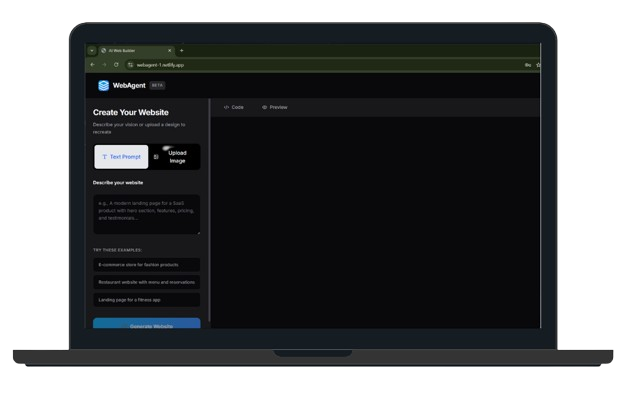 AI Web Builder
webagent-1.netlify.app
WebAgent BETA
Create Your Website
Describe your vision or upload a design to
recreate
Text Prompt
Upload
Image
Describe your website
e.g., A modern landing page for a SaaS
product with hero section, features, pricing,
and testimonials...
TRY THESE EXAMPLES:
E-commerce store for fashion products
Restaurant website with menu and reservations
Landing page for a fitness app
Generate Website
Code
Preview